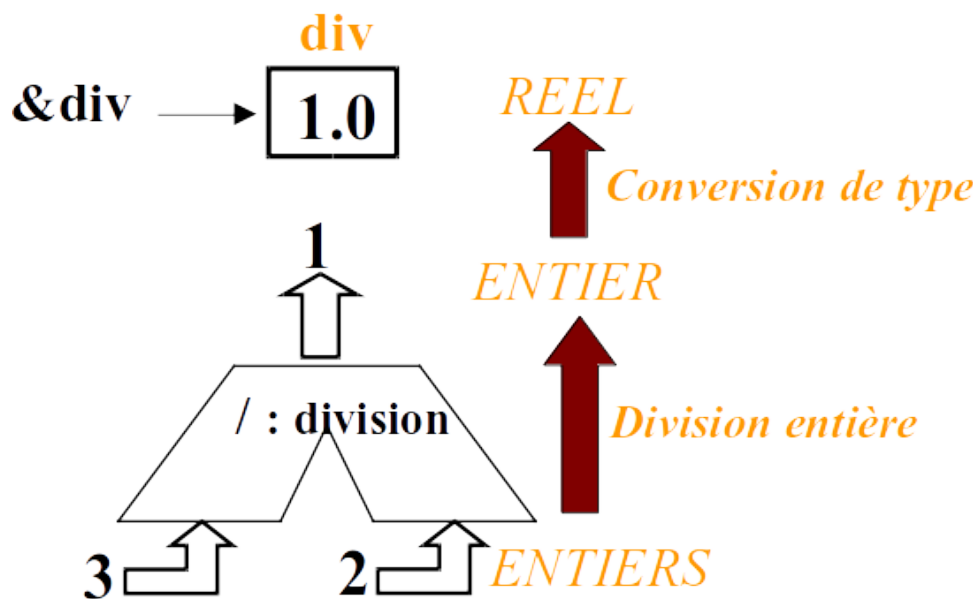 div
&div
1.0
REEL
Conversion de type
1
ENTIER
/ : division
Division entière
3
2
ENTIERS